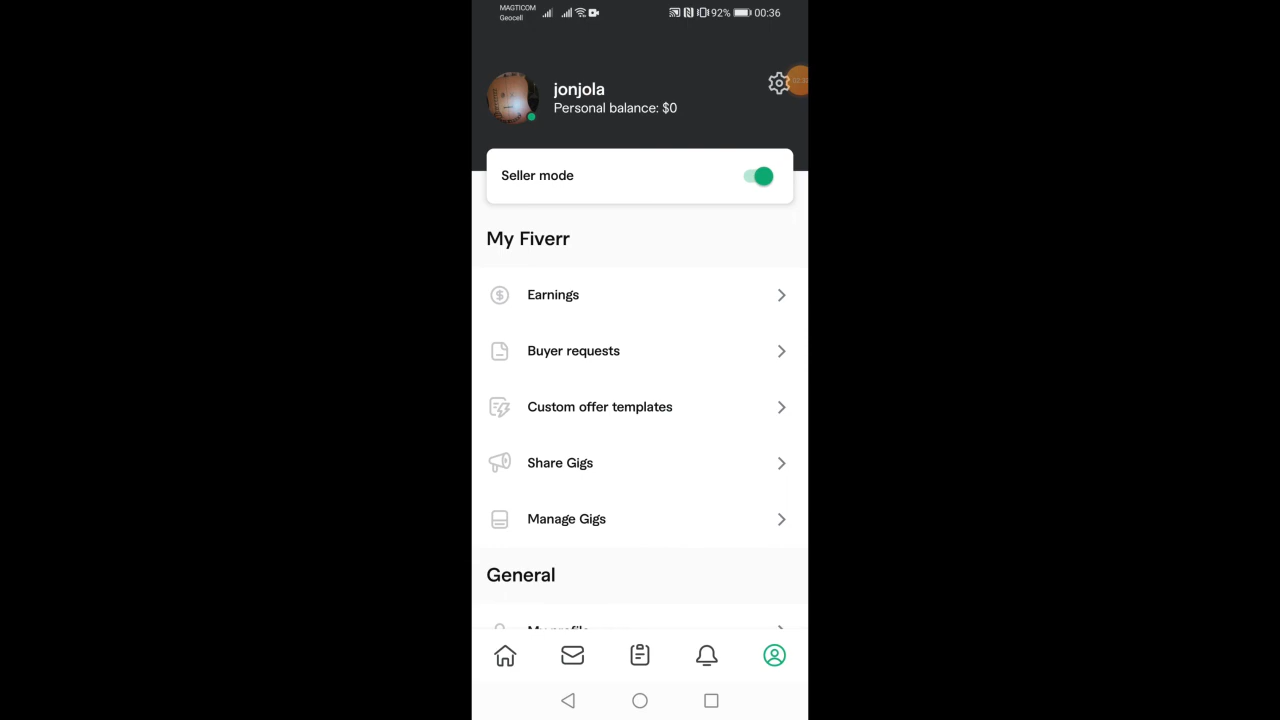 MAGTICOM
Geocell
92% 00:36
jonjola
Personal balance: $0
Seller mode
My Fiverr
Earnings
Buyer requests
Custom offer templates
Share Gigs
Manage Gigs
General
My profile